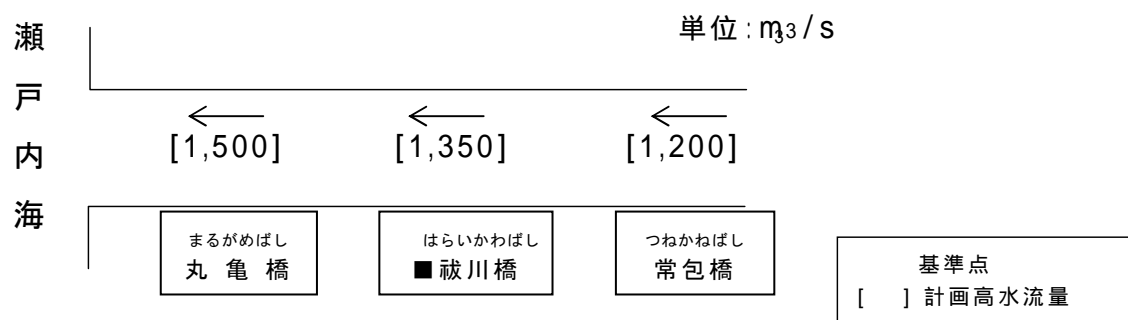 瀬戸内海
単位:m3/s
[1,500] [1,350] [1,200]
まるがめばし
丸亀橋
はらいかわばし
■祓川橋
つねかねばし
常包橋
基準点
[ ]計画高水流量